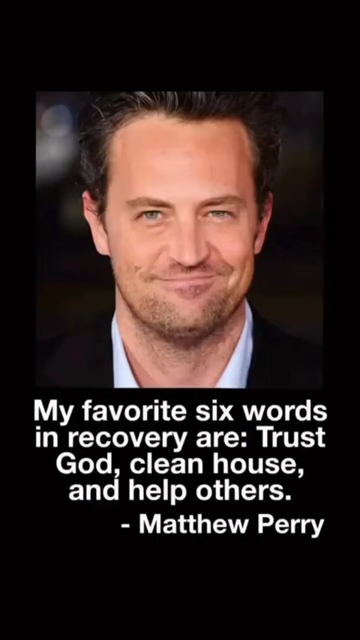 My favorite six words
in recovery are: Trust
God, clean house,
and help others.
- Matthew Perry